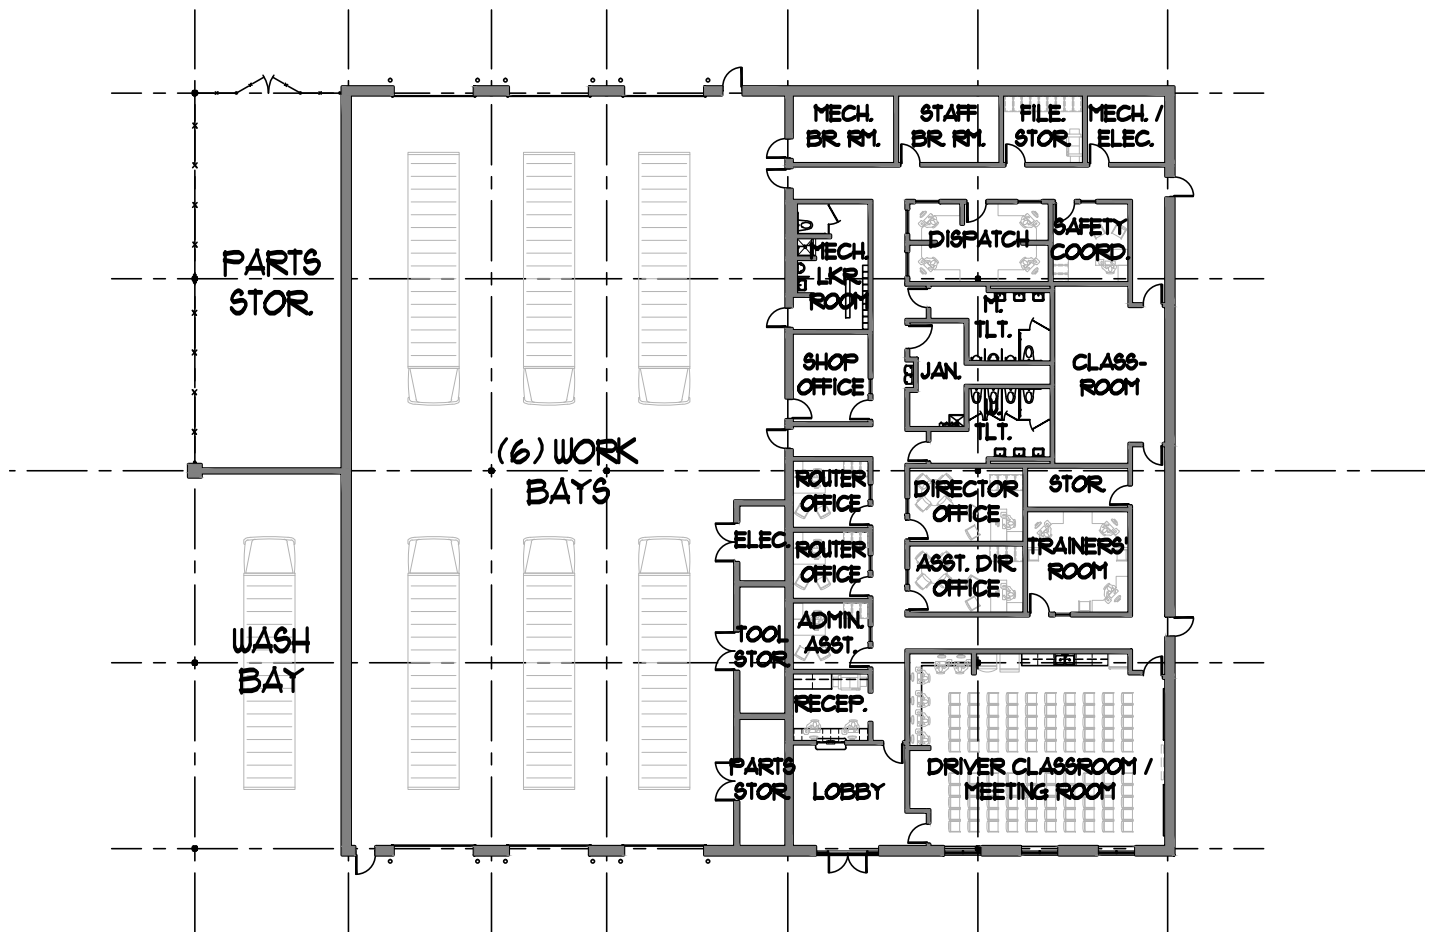 MECH.
BR. RM.
STAFF
BR. RM.
FILE.
STOR.
MECH. /
ELEC.
PARTS
STOR.
MECH.
LKR.
ROOM
DISPATCH
SAFETY
COORD.
M.
TLT.
SHOP
OFFICE
JAN.
CLASS-
ROOM
W.
TLT.
(6) WORK
BAYS
ROUTER
OFFICE
DIRECTOR
OFFICE
STOR.
ELEC.
ROUTER
OFFICE
ASST. DIR.
OFFICE
TRAINERS'
ROOM
WASH
BAY
TOOL
STOR.
ADMIN.
ASST.
RECEP.
PARTS
STOR.
LOBBY
DRIVER CLASSROOM /
MEETING ROOM